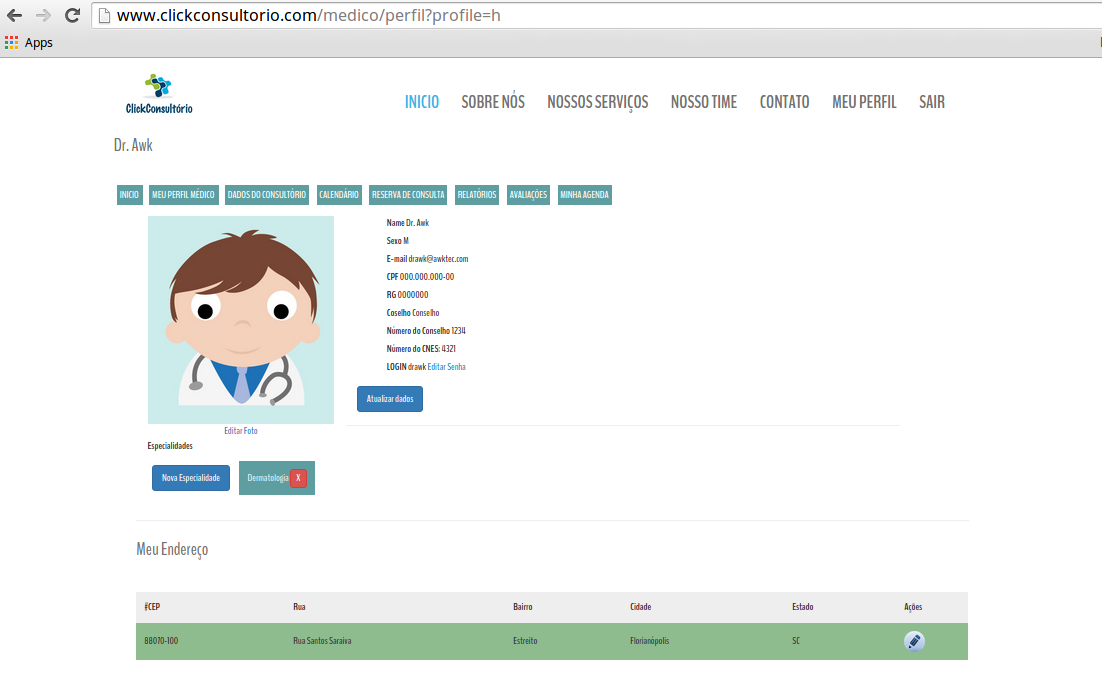 www.clickconsultorio.com/medico/perfil?profile=h
Apps
ClickConsultório
INICIO SOBRE NÓS NOSSOS SERVIÇOS NOSSO TIME CONTATO MEU PERFIL SAIR
Dr. Awk
INICIO MEU PERFIL MÉDICO DADOS DO CONSULTÓRIO CALENDÁRIO RESERVA DE CONSULTA RELATÓRIOS AVALIAÇÕES MINHA AGENDA
Name Dr. Awk
Sexo M
E-mail drawk@awktec.com
CPF 000.000.000-00
RG 0000000
Coselho Conselho
Número do Conselho 1234
Número do CNES: 4321
LOGIN drawk Editar Senha
Atualizar dados
Editar Foto
Especialidades
Nova Especialidade Dermatologia X
Meu Endereço
#CEP Rua Bairro Cidade Estado Ações
88070-100 Rua Santos Saraiva Estreito Florianópolis SC